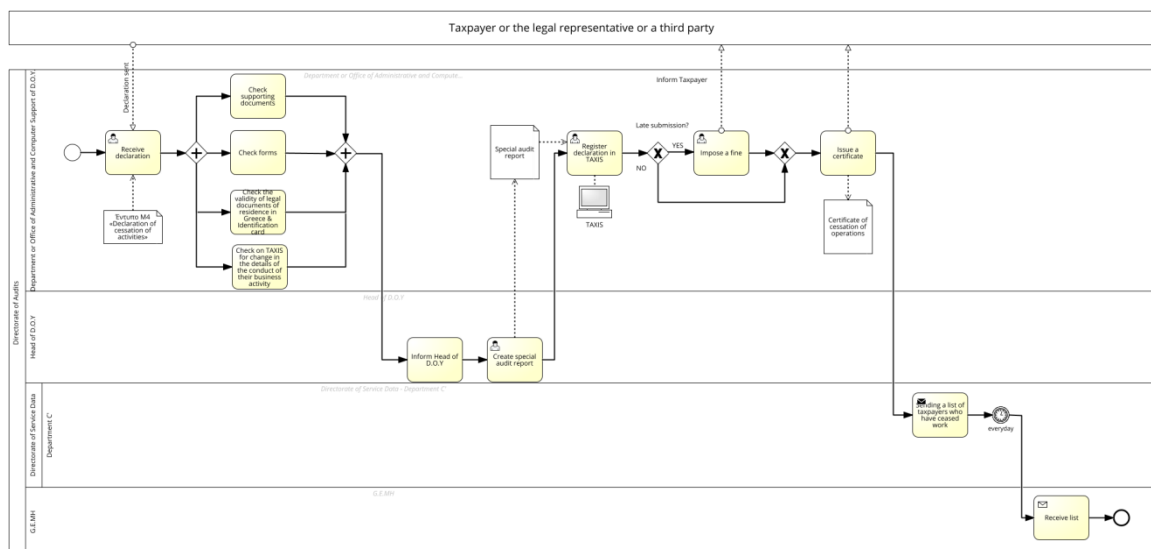 Taxpayer or the legal representative or a third party
Directorate of Audits
Department or Office of Administrative and Computer Support of D.O.Y.
Department or Office of Administrative and Compute...
Declaration sent
Receive
declaration
Έντυπο Μ4
«Declaration of
cessation of
activities»
Check
supporting
documents
Check forms
Check the
validity of legal
documents of
residence in
Greece &
Identification
card
Check on TAXIS
for change in
the details of
the conduct of
their business
activity
Special audit
report
Register
declaration in
TAXIS
TAXIS
Late submission?
YES
NO
Inform Taxpayer
Impose a fine
Issue a
certificate
Certificate of
cessation of
operations
Head of D.O.Y
Head of D.O.Y
Inform Head of
D.O.Y
Create special
audit report
Directorate of Service Data
Department C'
Directorate of Service Data - Department C'
Sending a list of
taxpayers who
have ceased
work
everyday
G.E.MH
G.E.MH
Receive list